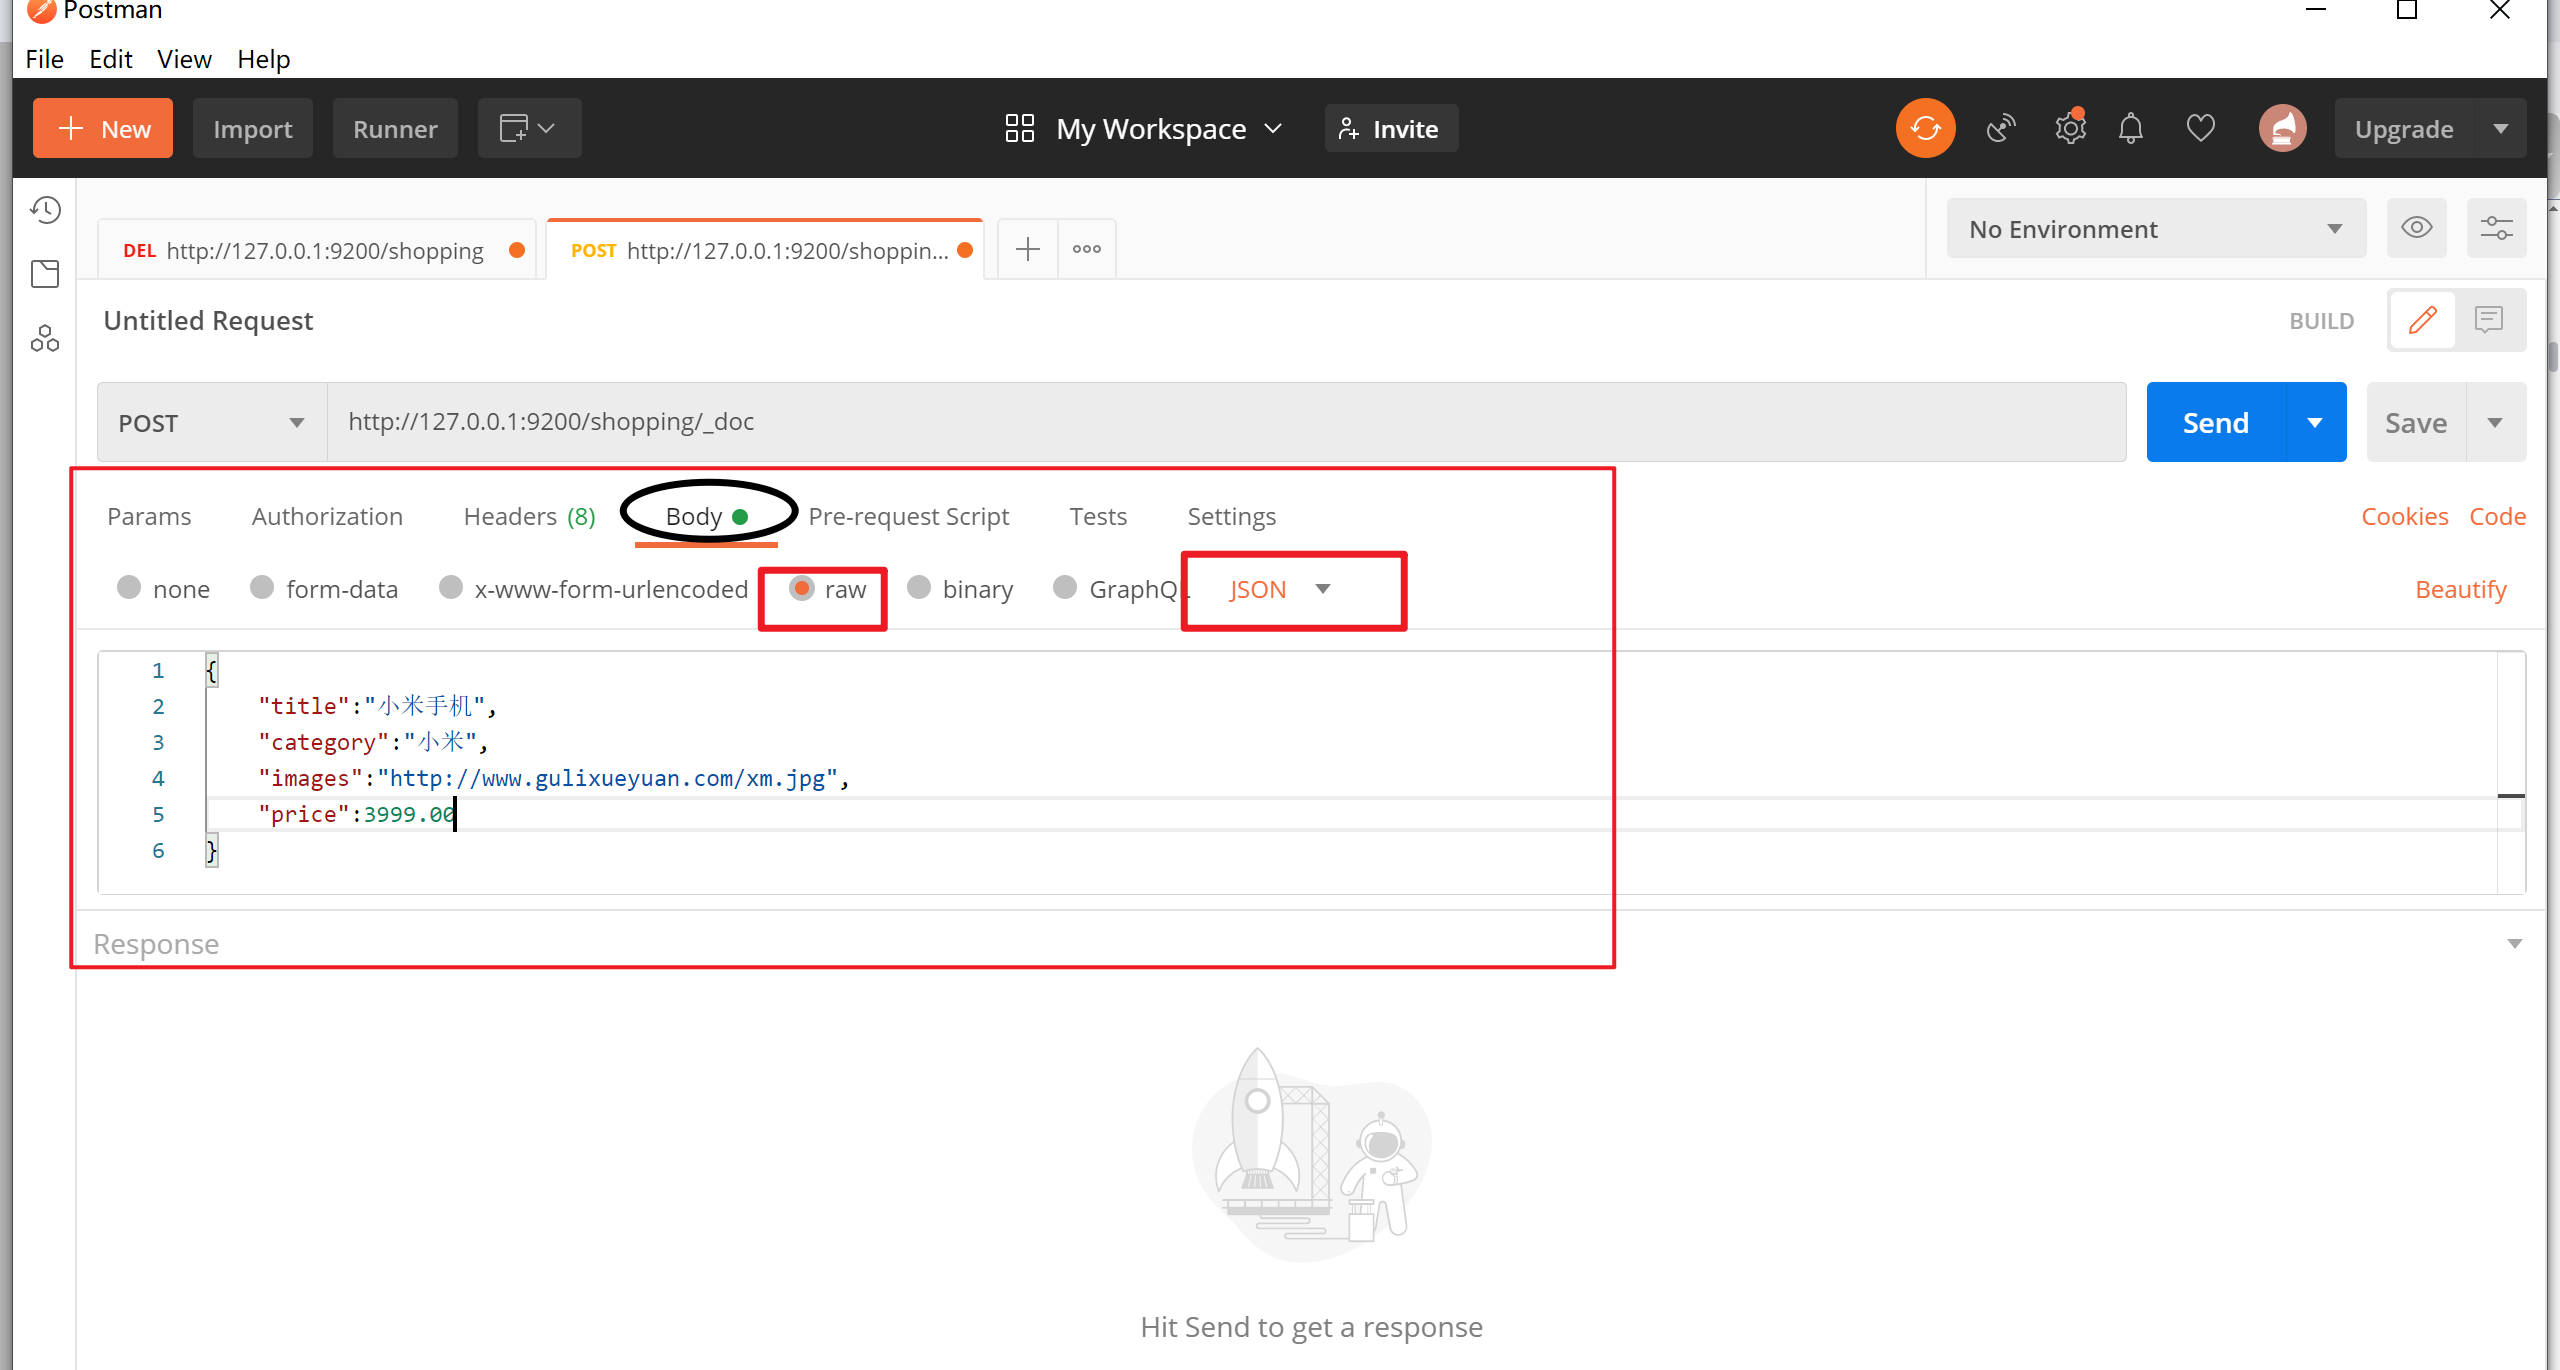 Postman
File Edit View Help
New Import Runner My Workspace Invite Upgrade
DEL http://127.0.0.1:9200/shopping POST http://127.0.0.1:9200/shoppin... No Environment
Untitled Request BUILD
POST http://127.0.0.1:9200/shopping/_doc Send Save
Params Authorization Headers (8) Body Pre-request Script Tests Settings Cookies Code
none form-data x-www-form-urlencoded raw binary GraphQL JSON Beautify
1 {
2 "title":"小米手机",
3 "category":"小米",
4 "images":"http://www.gulixueyuan.com/xm.jpg",
5 "price":3999.00
6 }
Response
Hit Send to get a response